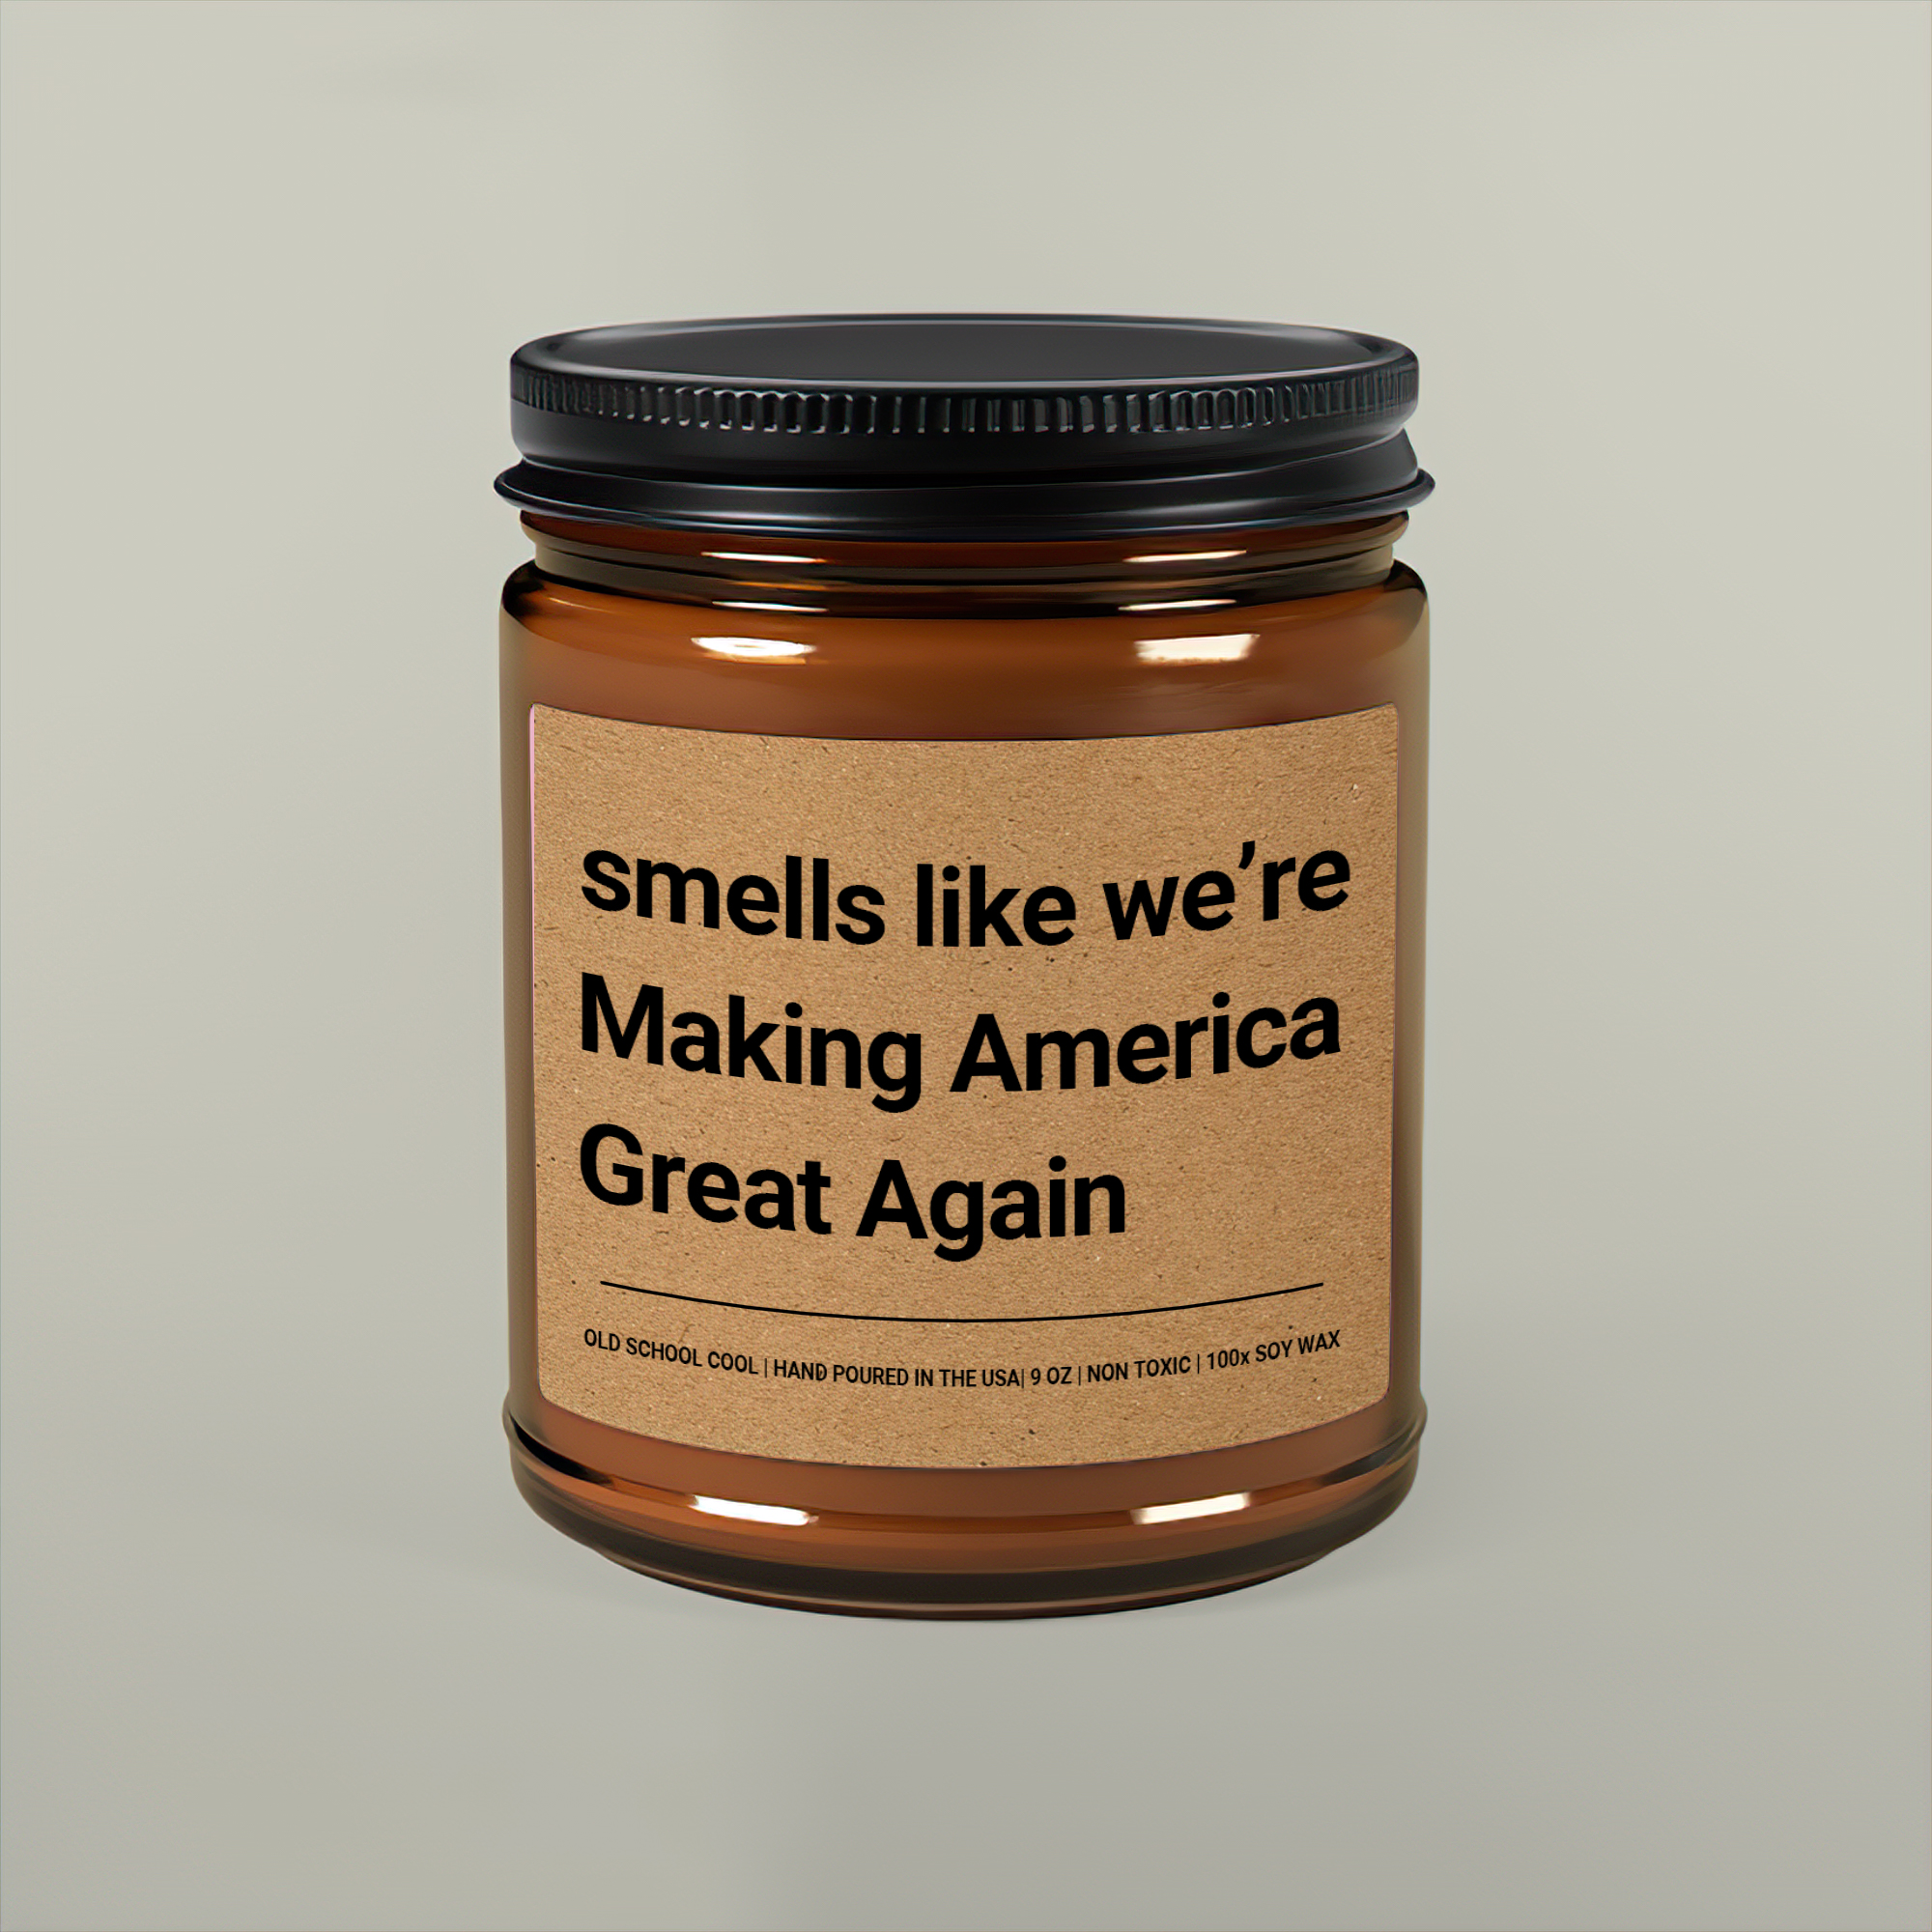 smells like we’re
Making America
Great Again
OLD SCHOOL COOL | HAND POURED IN THE USA| 9 OZ | NON TOXIC | 100x SOY WAX